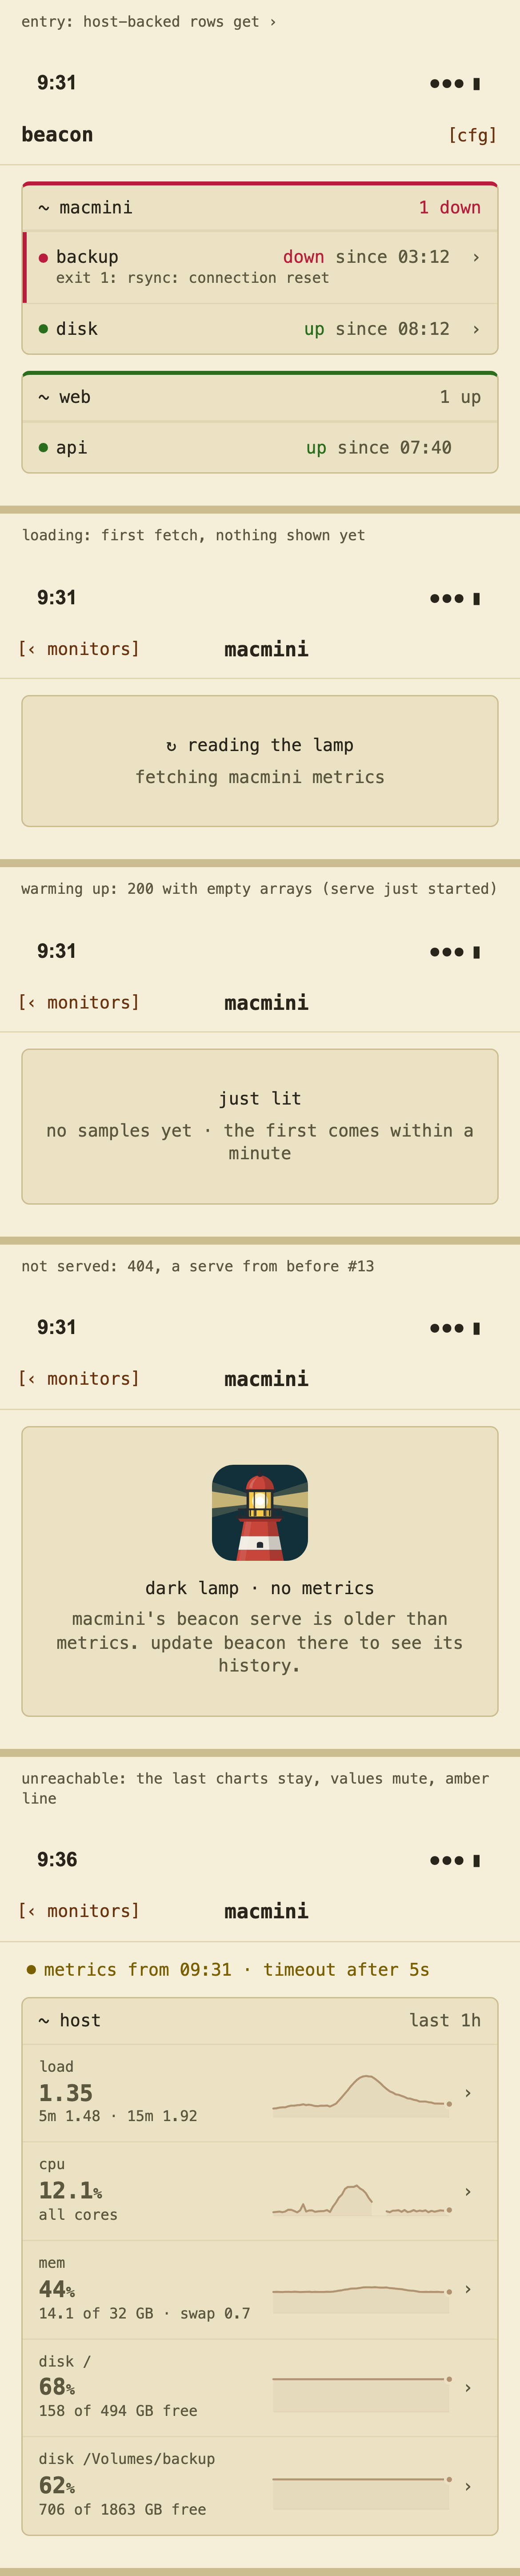 entry: host-backed rows get ›
9:31
beacon [cfg]
~ macmini 1 down
backup down since 03:12 ›
exit 1: rsync: connection reset
disk up since 08:12 ›
~ web 1 up
api up since 07:40
loading: first fetch, nothing shown yet
9:31
[‹ monitors] macmini
↻ reading the lamp
fetching macmini metrics
warming up: 200 with empty arrays (serve just started)
9:31
[‹ monitors] macmini
just lit
no samples yet · the first comes within a
minute
not served: 404, a serve from before #13
9:31
[‹ monitors] macmini
dark lamp · no metrics
macmini's beacon serve is older than
metrics. update beacon there to see its
history.
unreachable: the last charts stay, values mute, amber
line
9:36
[‹ monitors] macmini
metrics from 09:31 · timeout after 5s
~ host last 1h
load
1.35 ›
5m 1.48 · 15m 1.92
cpu
12.1% ›
all cores
mem
44% ›
14.1 of 32 GB · swap 0.7
disk /
68% ›
158 of 494 GB free
disk /Volumes/backup
62% ›
706 of 1863 GB free